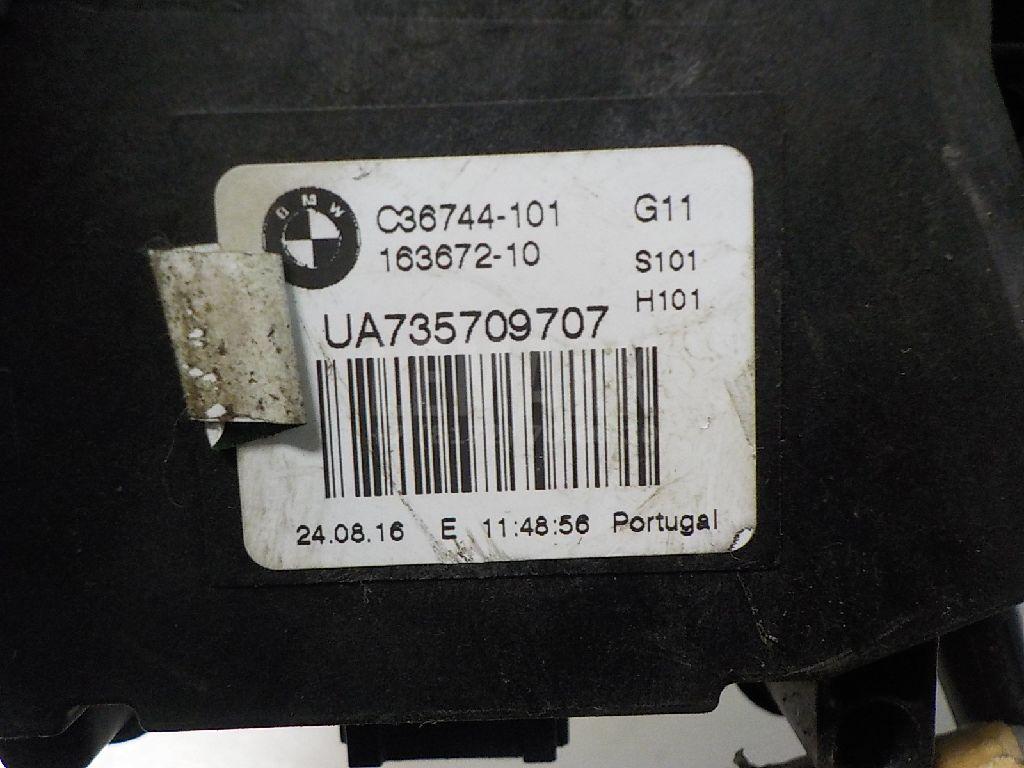 BMW
C36744-101 G11
163672-10 S101
H101
UA735709707
24.08.16 E 11:48:56 Portugal